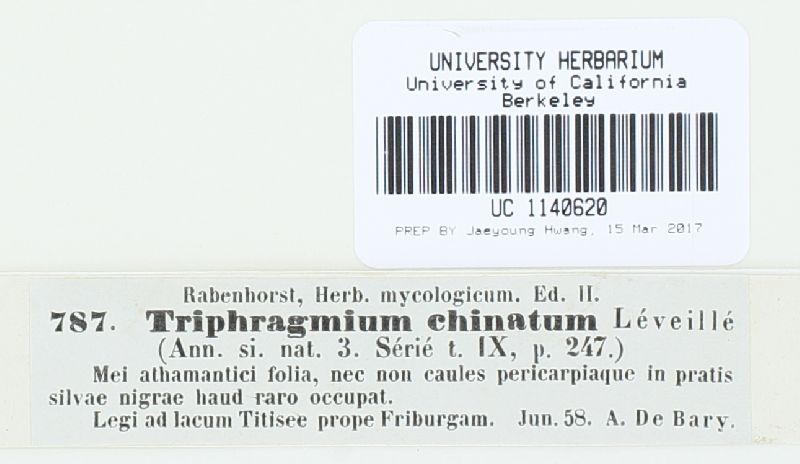 UNIVERSITY HERBARIUM
University of California
Berkeley
UC 1140620
PREP BY Jaeyoung Hwang, 15 Mar 2017
Rabenhorst, Herb. mycologicum. Ed. II.
787. Triphragmium chinatum Léveillé
(Ann. si. nat. 3. Sérié t. IX, p. 247.)
Mei athamantici folia, nec non caules pericarpiaque in pratis
silvae nigrae haud raro occupat.
Legi ad lacum Titisee prope Friburgam. Jun. 58. A. De Bary.